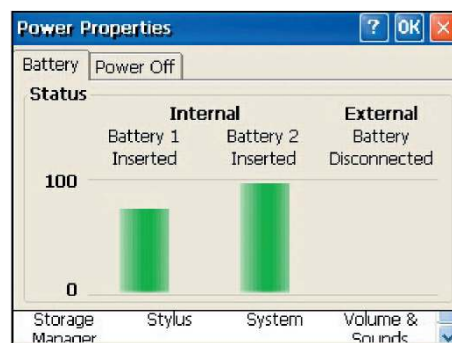 Power Properties ? OK ×
Battery Power Off
Status
Internal External
Battery 1 Battery 2 Battery
Inserted Inserted Disconnected
100
0
Storage Stylus System Volume &
Manager Sounds